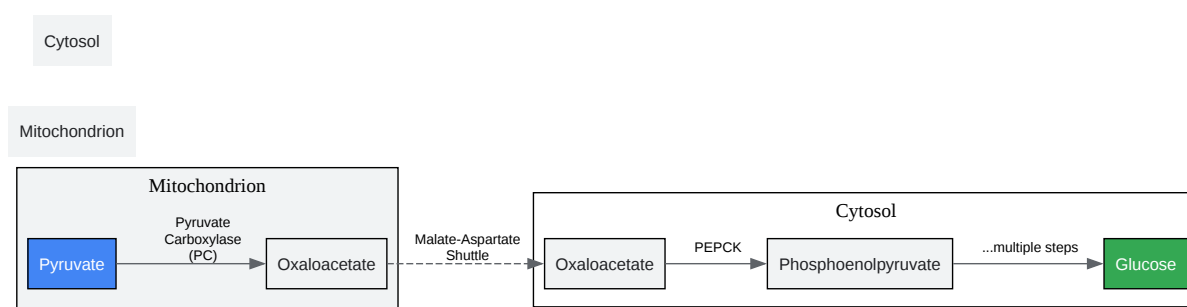 Cytosol
Mitochondrion
Mitochondrion
Pyruvate
Pyruvate
Carboxylase
(PC)
Oxaloacetate
Malate-Aspartate
Shuttle
Cytosol
Oxaloacetate
PEPCK
Phosphoenolpyruvate
...multiple steps
Glucose